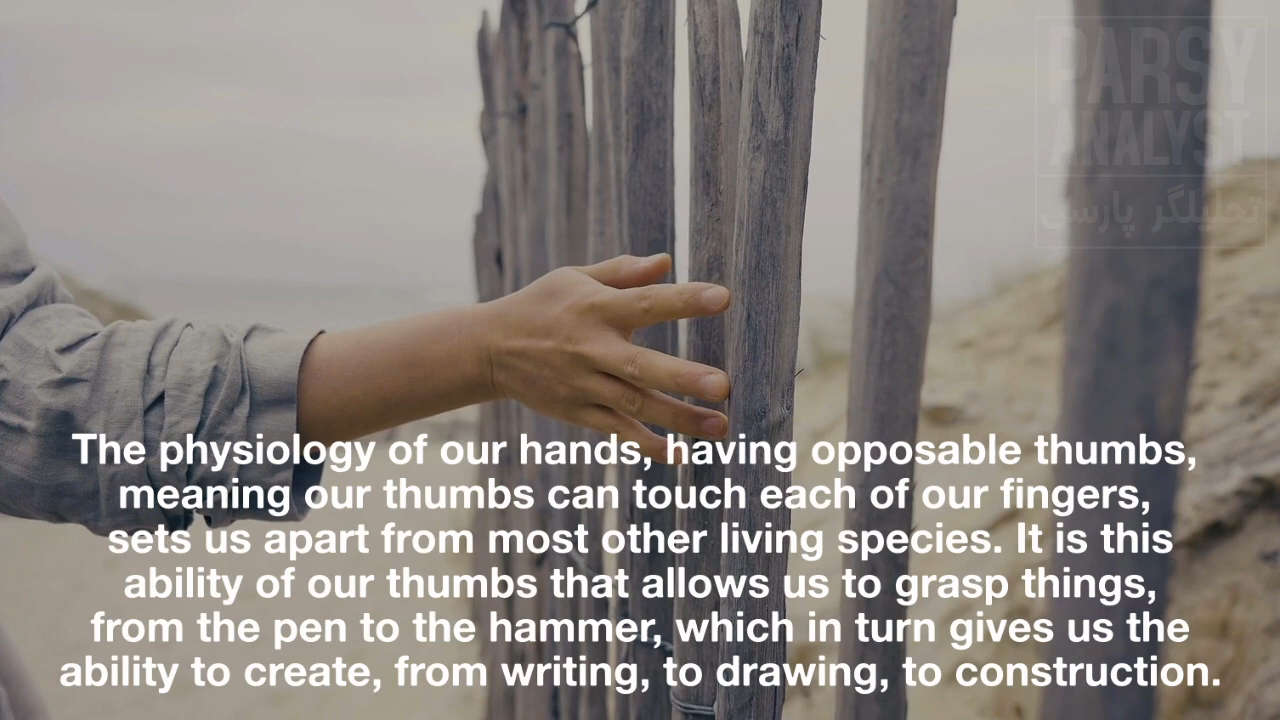 PARSY
ANALYST
تحلیلگر پارسی
The physiology of our hands, having opposable thumbs,
meaning our thumbs can touch each of our fingers,
sets us apart from most other living species. It is this
ability of our thumbs that allows us to grasp things,
from the pen to the hammer, which in turn gives us the
ability to create, from writing, to drawing, to construction.